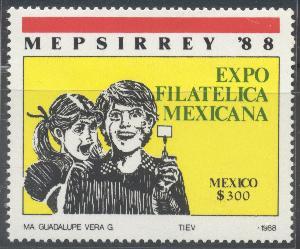 MEPSIRREY '88
EXPO
FILATELICA
MEXICANA
MEXICO
$300
MA. GUADALUPE VERA G. TIEV 1988